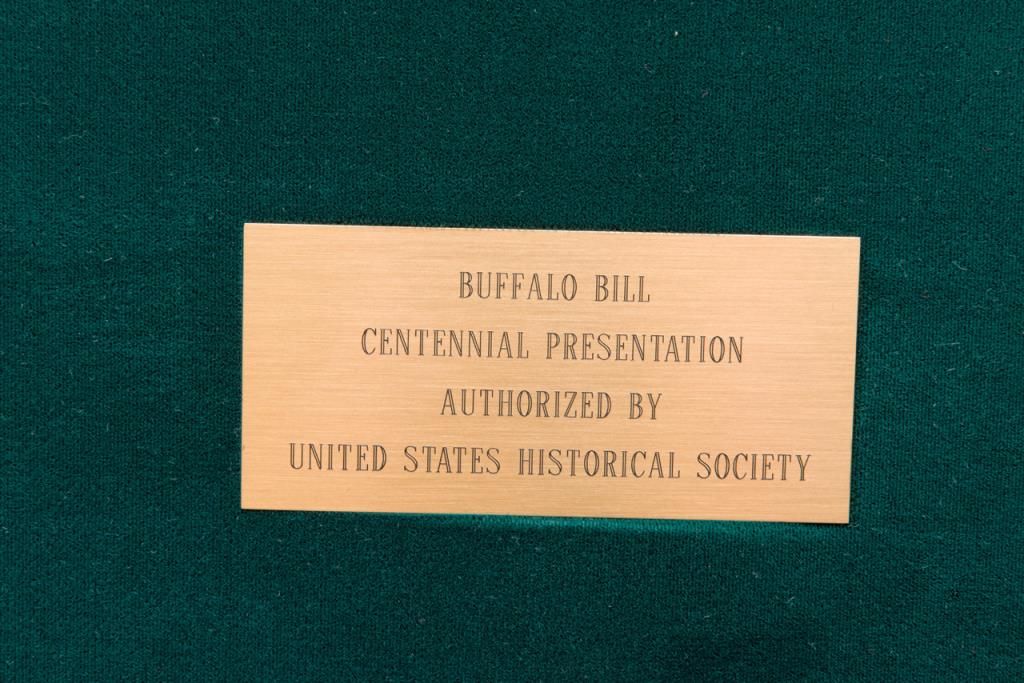 BUFFALO BILL
CENTENNIAL PRESENTATION
AUTHORIZED BY
UNITED STATES HISTORICAL SOCIETY